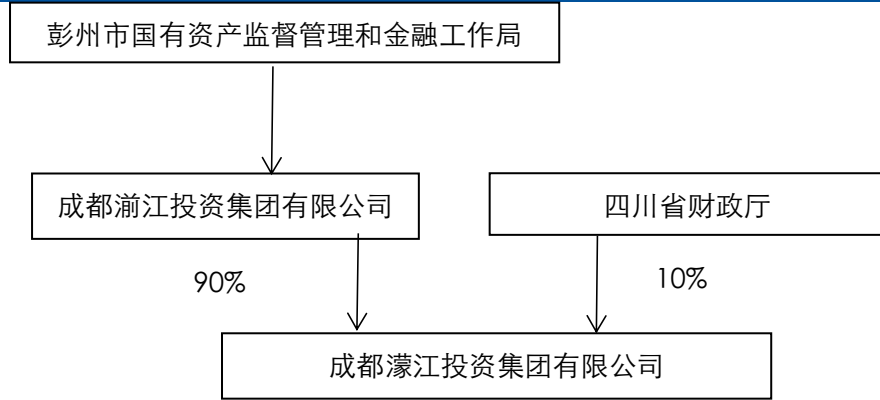 彭州市国有资产监督管理和金融工作局
成都湔江投资集团有限公司
四川省财政厅
90%
10%
成都濛江投资集团有限公司